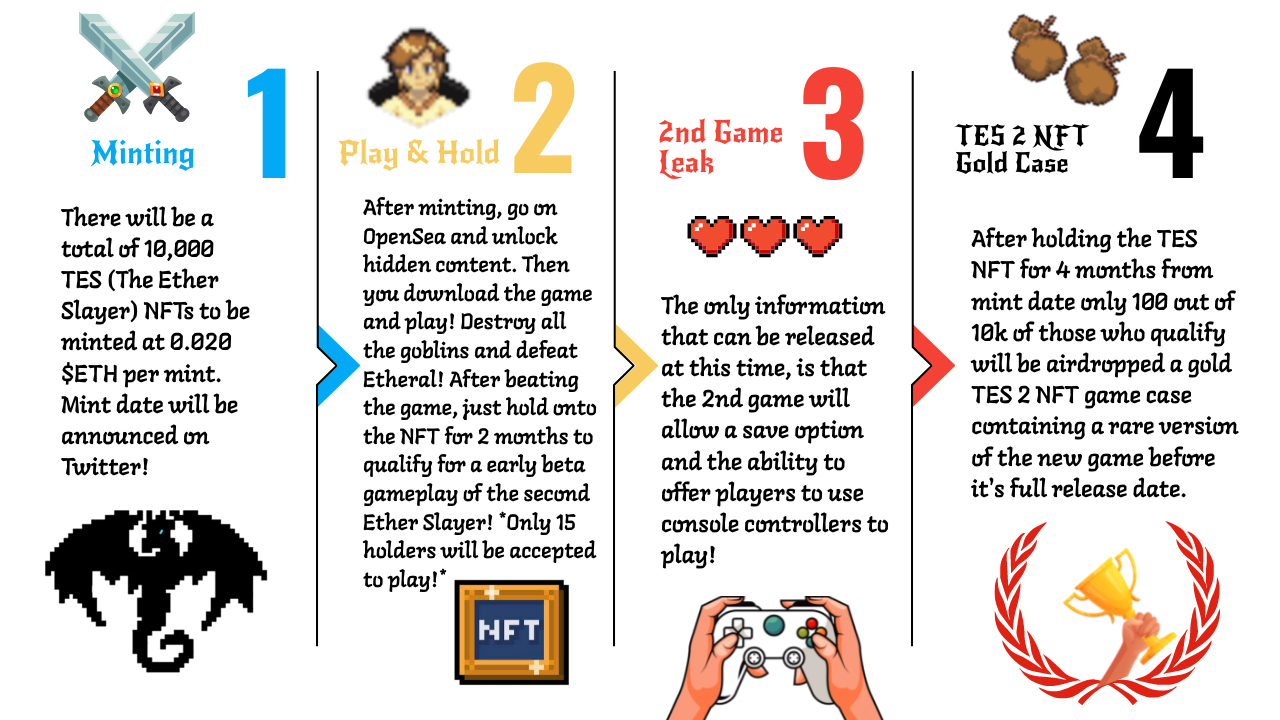 Minting
1
There will be a
total of 10,000
TES (The Ether
Slayer) NFTs to be
minted at 0.020
$ETH per mint.
Mint date will be
announced on
Twitter!
Play & Hold
2
After minting, go on
OpenSea and unlock
hidden content. Then
you download the game
and play! Destroy all
the goblins and defeat
Etheral! After beating
the game, just hold onto
the NFT for 2 months to
qualify for a early beta
gameplay of the second
Ether Slayer! *Only 15
holders will be accepted
to play!*
NFT
2nd Game
Leak
3
The only information
that can be released
at this time, is that
the 2nd game will
allow a save option
and the ability to
offer players to use
console controllers to
play!
TES 2 NFT
Gold Case
4
After holding the TES
NFT for 4 months from
mint date only 100 out of
10k of those who qualify
will be airdropped a gold
TES 2 NFT game case
containing a rare version
of the new game before
it's full release date.